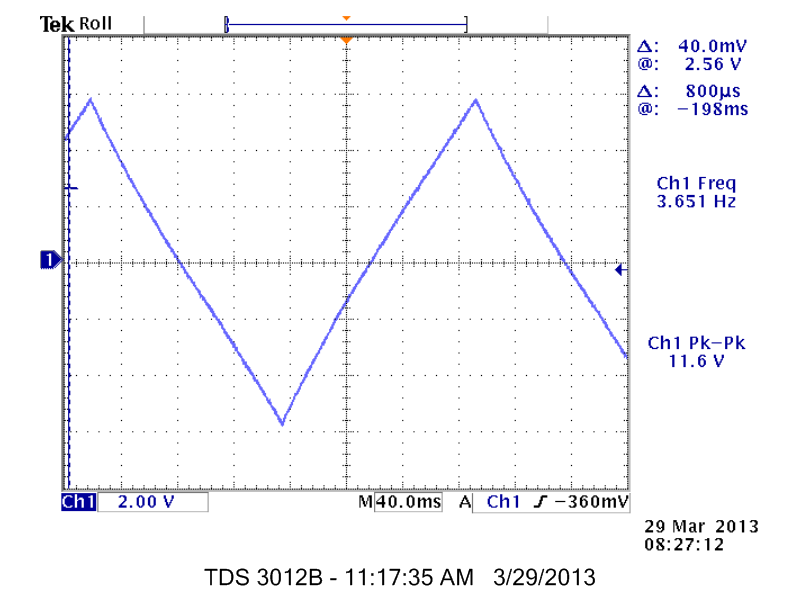 Tek Roll
Δ: 40.0mV
@: 2.56 V
Δ: 800µs
@: −198ms
Ch1 Freq
3.651 Hz
1
Ch1 Pk−Pk
11.6 V
Ch1 2.00 V M 40.0ms A Ch1 ƒ −360mV
29 Mar 2013
08:27:12
TDS 3012B - 11:17:35 AM 3/29/2013